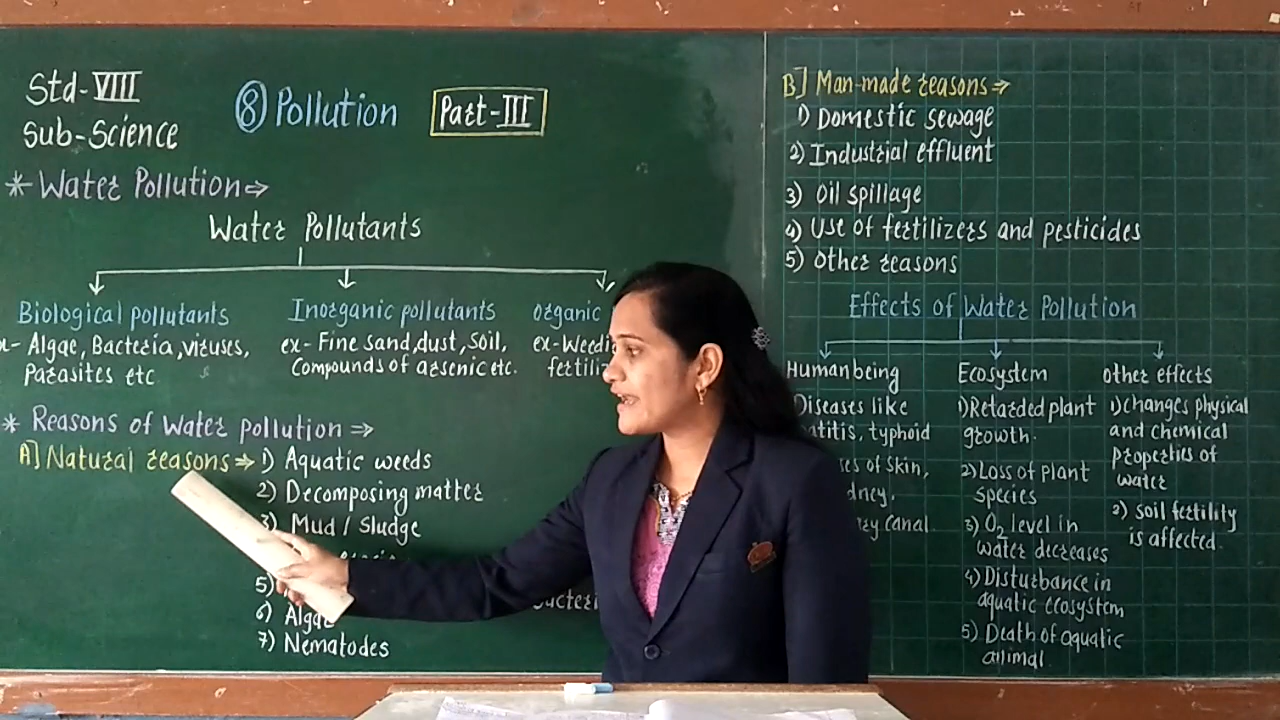 Std-VIII
Sub-Science
⑧ Pollution
Part-III
* Water Pollution⇒
Water Pollutants
Biological pollutants
Algae, Bacteria, viruses,
Parasites etc
Inorganic pollutants
ex- Fine sand, dust, soil,
Compounds of arsenic etc.
organic
ex-
* Reasons of Water pollution ⇒
A] Natural reasons ⇒ 1) Aquatic weeds
2) Decomposing matter
3) Mud / Sludge
5)
6) Algae
7) Nematodes
B] Man-made reasons ⇒
1) Domestic sewage
2) Industrial effluent
3) Oil spillage
4) Use of fertilizers and pesticides
5) Other reasons
Effects of Water Pollution
Human being
Diseases like
typhoid
of skin,
canal
Ecosystem
1) Retarded plant
growth.
2) Loss of plant
species
3) O₂ level in
water decreases
4) Disturbance in
aquatic ecosystem
5) Death of aquatic
animal
other effects
1) changes physical
and chemical
properties of
water
2) soil fertility
is affected.